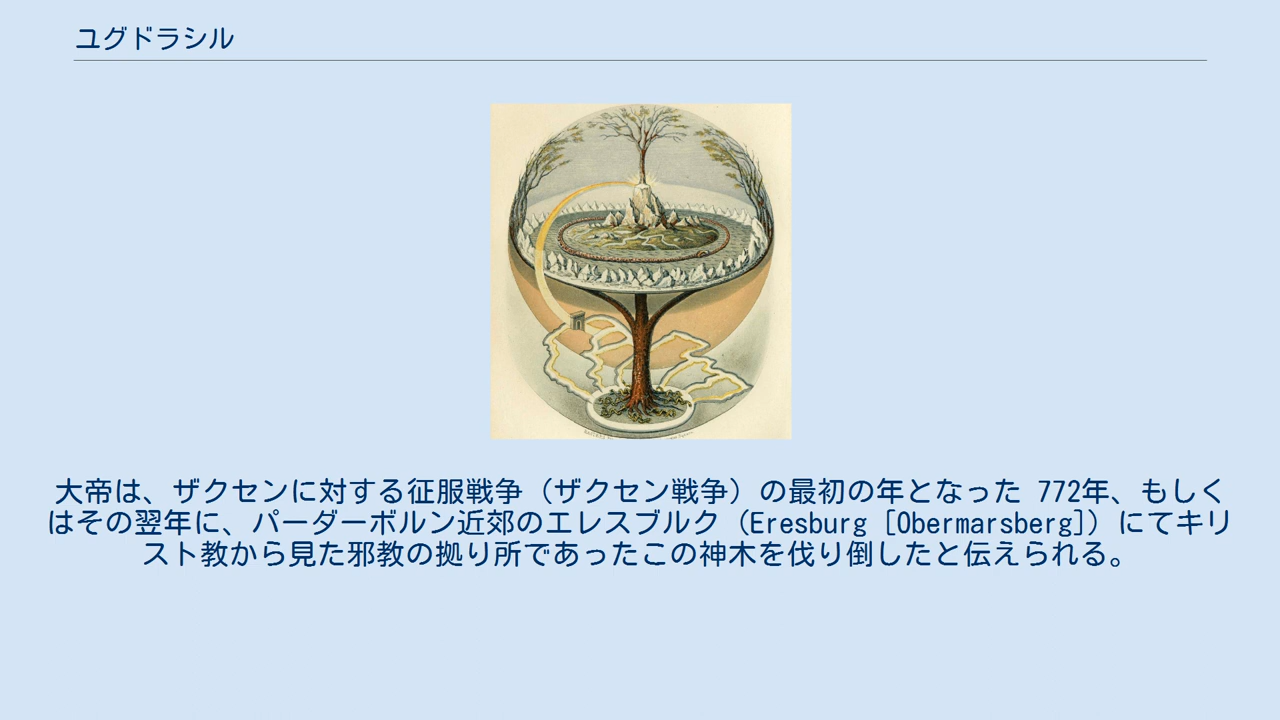 ユグドラシル
大帝は、ザクセンに対する征服戦争（ザクセン戦争）の最初の年となった 772年、もしく
はその翌年に、パーダーボルン近郊のエレスブルク（Eresburg [Obermarsberg]）にてキリ
スト教から見た邪教の拠り所であったこの神木を伐り倒したと伝えられる。